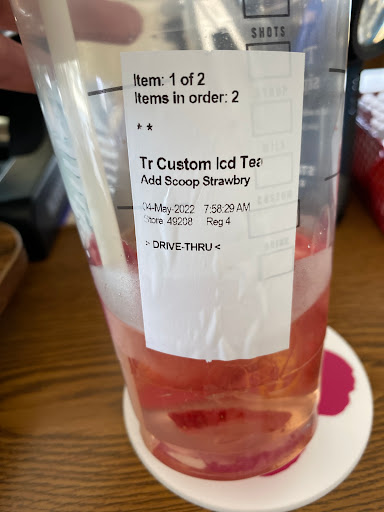 SHOTS
Item: 1 of 2
Items in order: 2
* *
Tr Custom Icd Tea
Add Scoop Strawbry
04-May-2022 7:58:29 AM
Store 49208 Reg 4
> DRIVE-THRU <